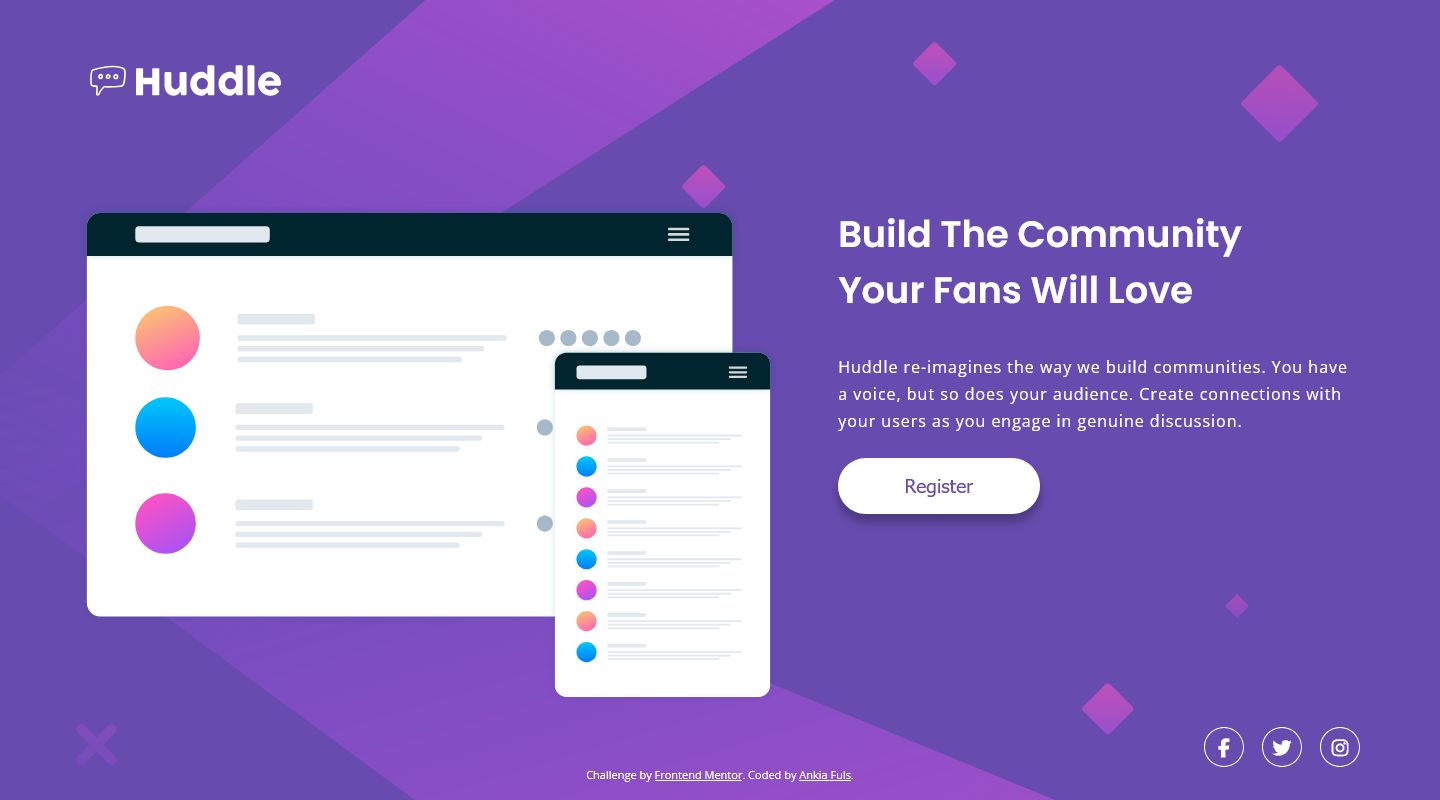 Huddle
Build The Community
Your Fans Will Love
Huddle re-imagines the way we build communities. You have
a voice, but so does your audience. Create connections with
your users as you engage in genuine discussion.
Register
Challenge by Frontend Mentor. Coded by Ankia Fuls.